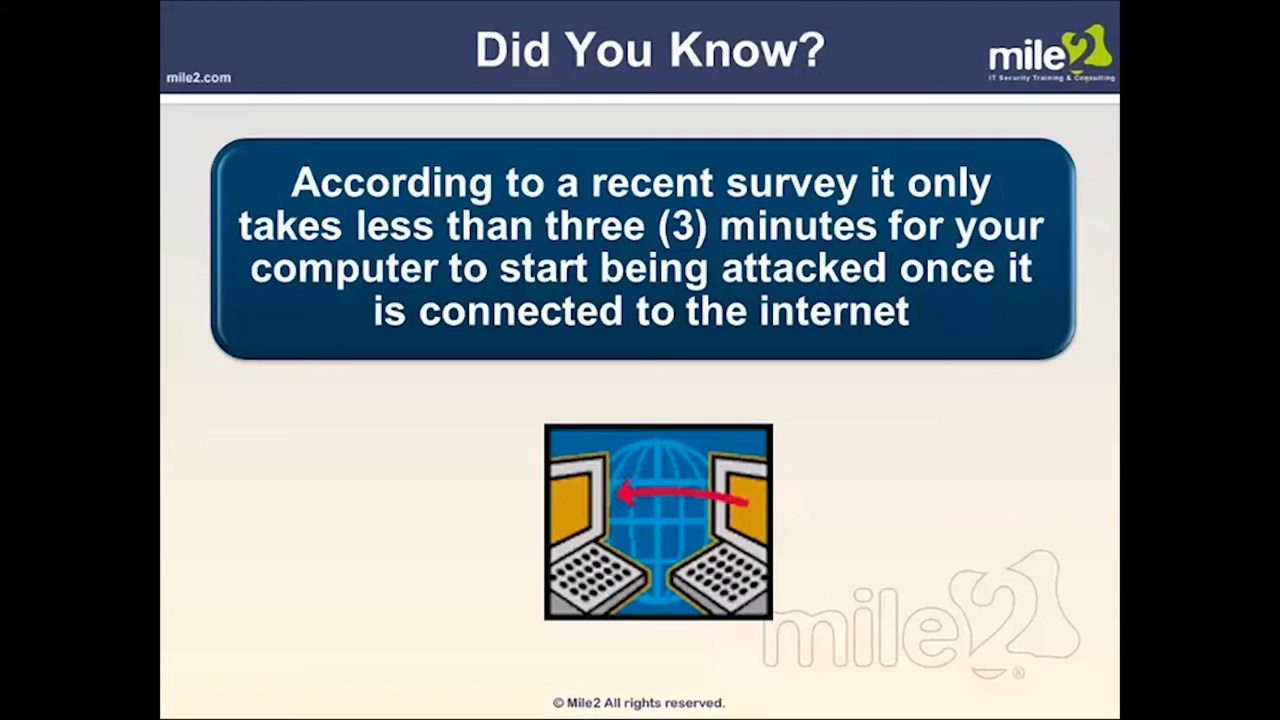 Did You Know?
mile2.com
mile2
IT Security Training & Consulting
According to a recent survey it only
takes less than three (3) minutes for your
computer to start being attacked once it
is connected to the internet
mile2®
© Mile2 All rights reserved.